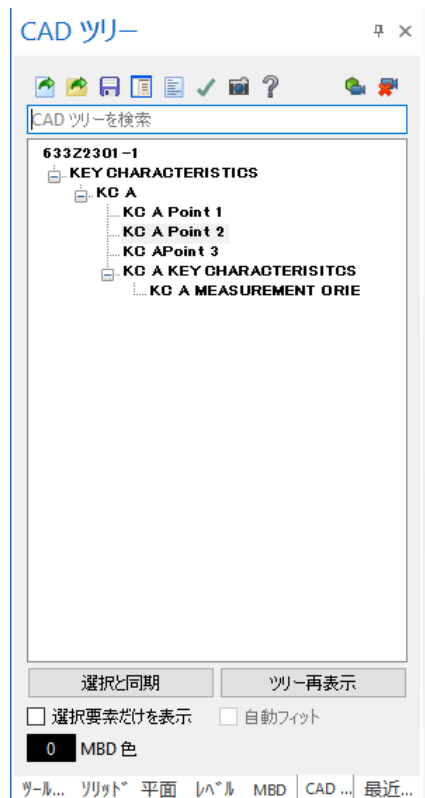 CAD ツリー
CAD ツリーを検索
633Z2301-1
KEY CHARACTERISTICS
KC A
KC A Point 1
KC A Point 2
KC APoint 3
KC A KEY CHARACTERISITCS
KC A MEASUREMENT ORIE
選択と同期 ツリー再表示
選択要素だけを表示 自動フィット
0 MBD 色
ツール... ソリッド 平面 レベル MBD CAD ... 最近...